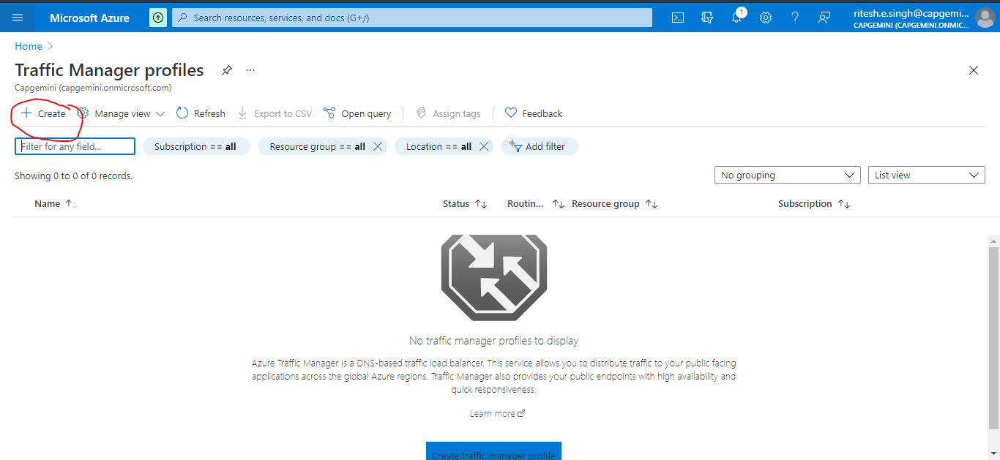 Microsoft Azure
Search resources, services, and docs (G+/)
1
ritesh.e.singh@capgemi...
CAPGEMINI (CAPGEMINI.ONMIC...
Home
Traffic Manager profiles
Capgemini (capgemini.onmicrosoft.com)
Create Manage view Refresh Export to CSV Open query Assign tags Feedback
Filter for any field... Subscription == all Resource group == all Location == all Add filter
Showing 0 to 0 of 0 records. No grouping List view
Name Status Routin... Resource group Subscription
No traffic manager profiles to display
Azure Traffic Manager is a DNS-based traffic load balancer. This service allows you to distribute traffic to your public facing
applications across the global Azure regions. Traffic Manager also provides your public endpoints with high availability and
quick responsiveness.
Learn more
Create traffic manager profile